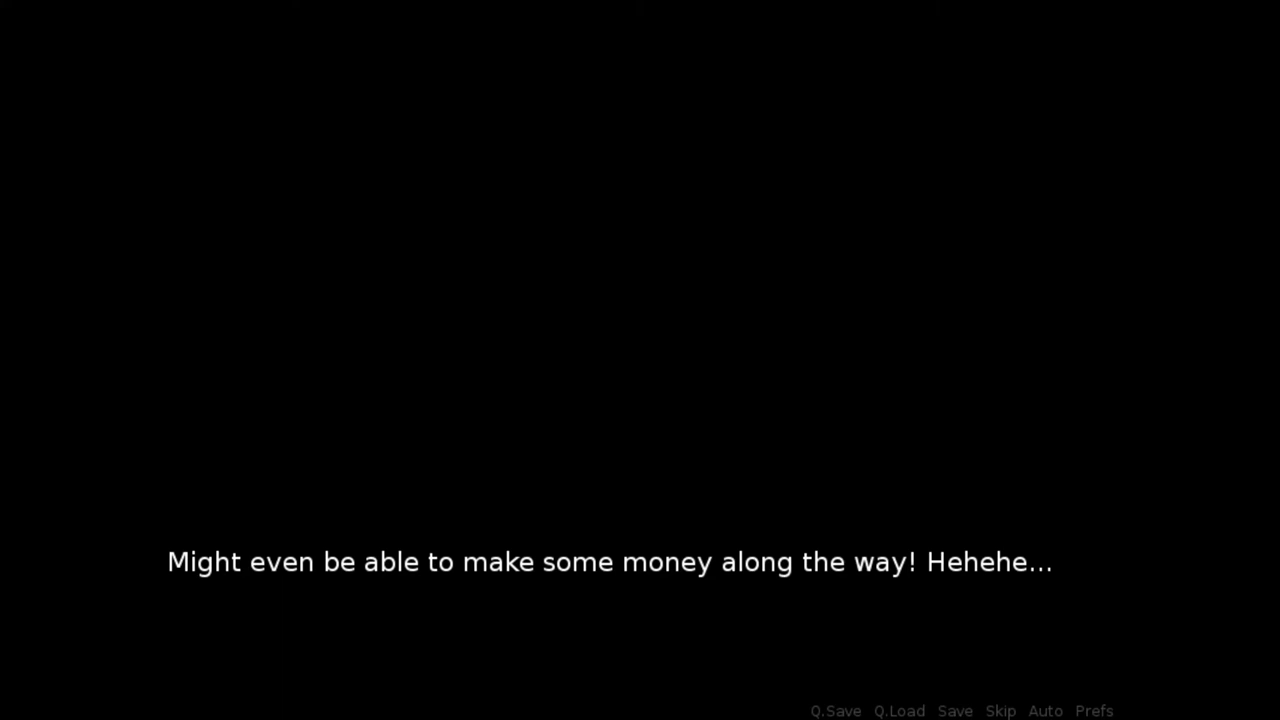 Might even be able to make some money along the way! Hehehe...
Q.Save Q.Load Save Skip Auto Prefs